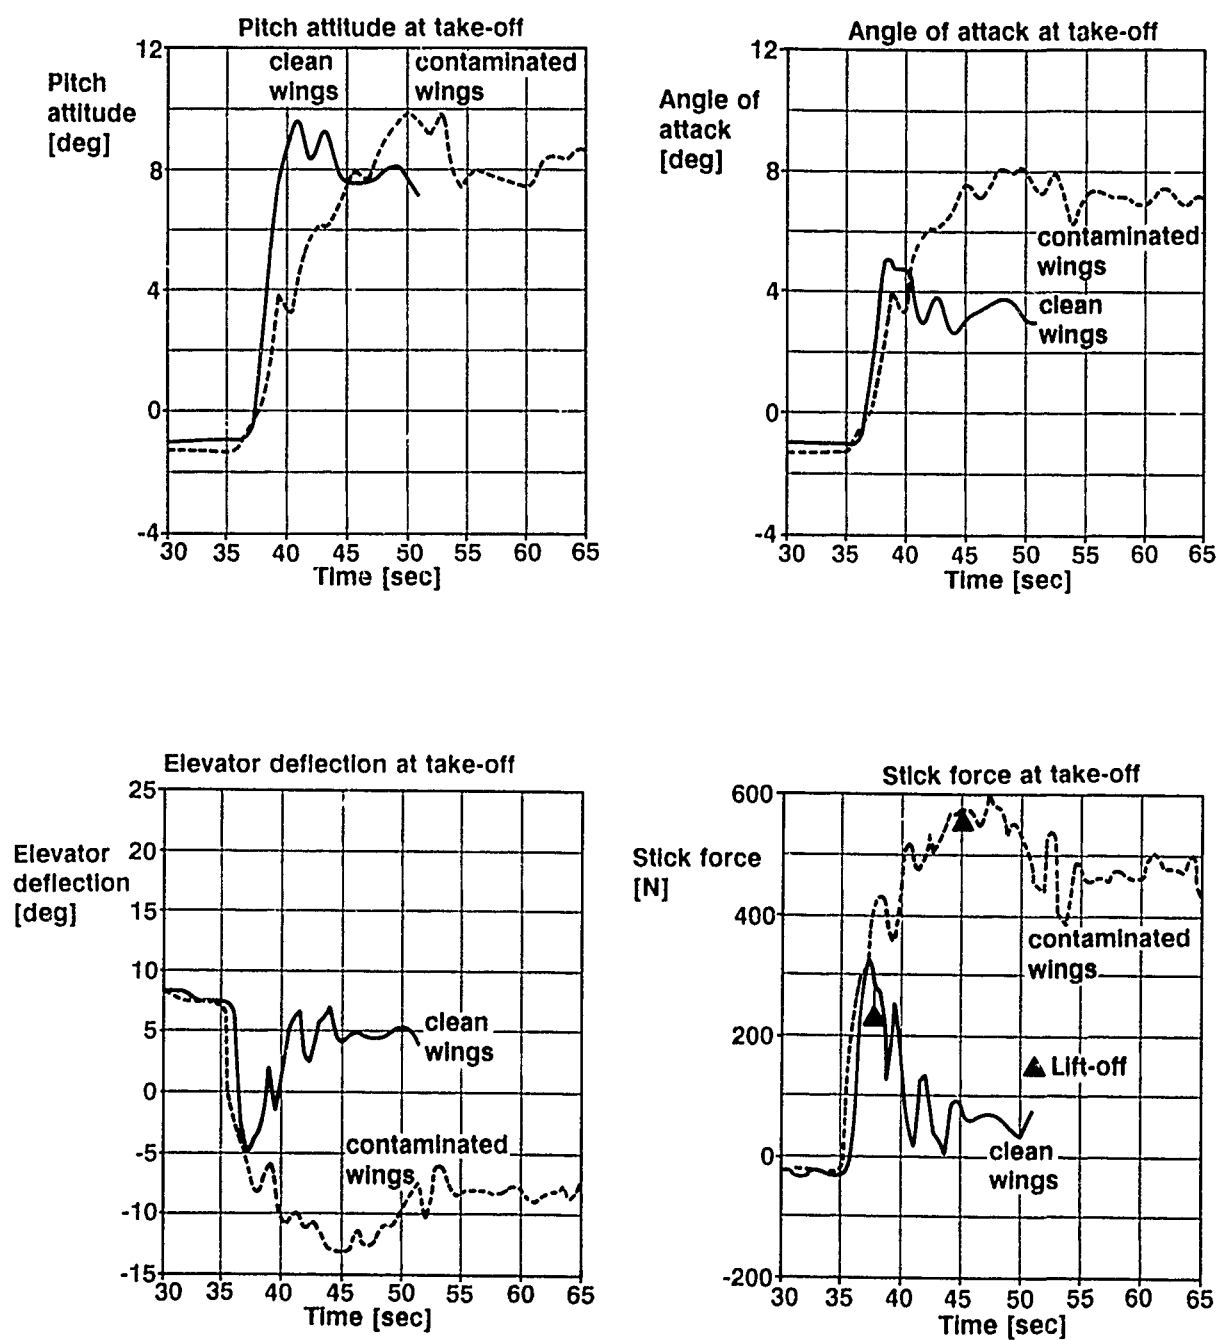 Pitch attitude at take-off
12
Pitch
attitude
[deg]
clean
wings
contaminated
wings
8
4
0
-4
30 35 40 45 50 55 60 65
Time [sec]
Angle of attack at take-off
12
Angle of
attack
[deg]
8
contaminated
wings
4
clean
wings
0
-4
30 35 40 45 50 55 60 65
Time [sec]
Elevator deflection at take-off
25
Elevator
deflection
[deg]
20
15
10
5
clean
wings
0
contaminated
wings
-5
-10
-15
30 35 40 45 50 55 60 65
Time [sec]
Stick force at take-off
600
Stick force
[N]
400
contaminated
wings
200
▲ Lift-off
0
clean
wings
-200
30 35 40 45 50 55 60 65
Time [sec]